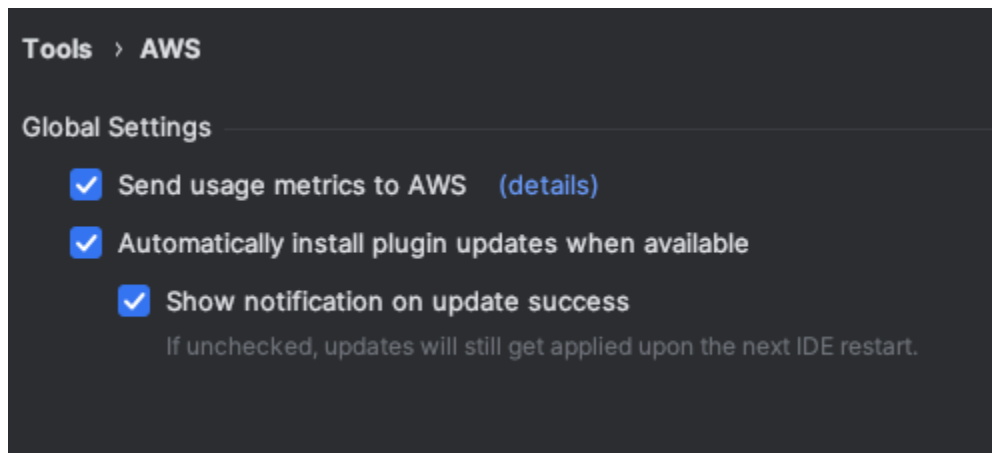 Tools › AWS
Global Settings
Send usage metrics to AWS (details)
Automatically install plugin updates when available
Show notification on update success
If unchecked, updates will still get applied upon the next IDE restart.